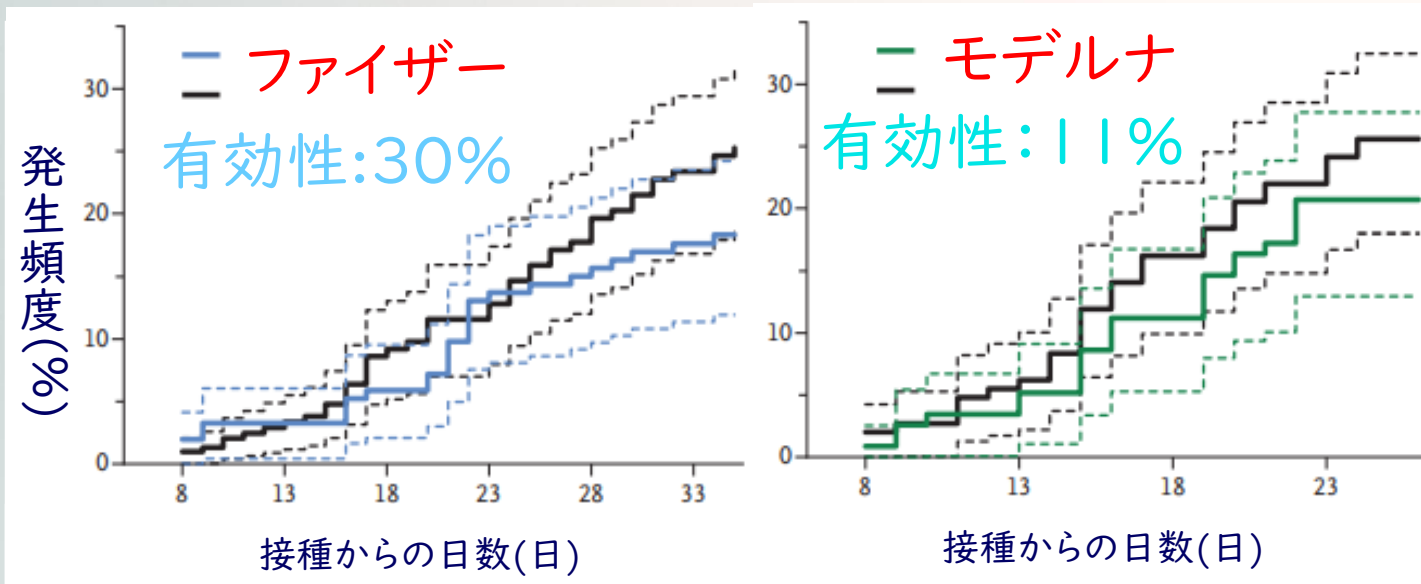 ファイザー
有効性:30%
発生頻度(%)
30
20
10
0
8 13 18 23 28 33
接種からの日数(日)
モデルナ
有効性:11%
30
20
10
0
8 13 18 23
接種からの日数(日)